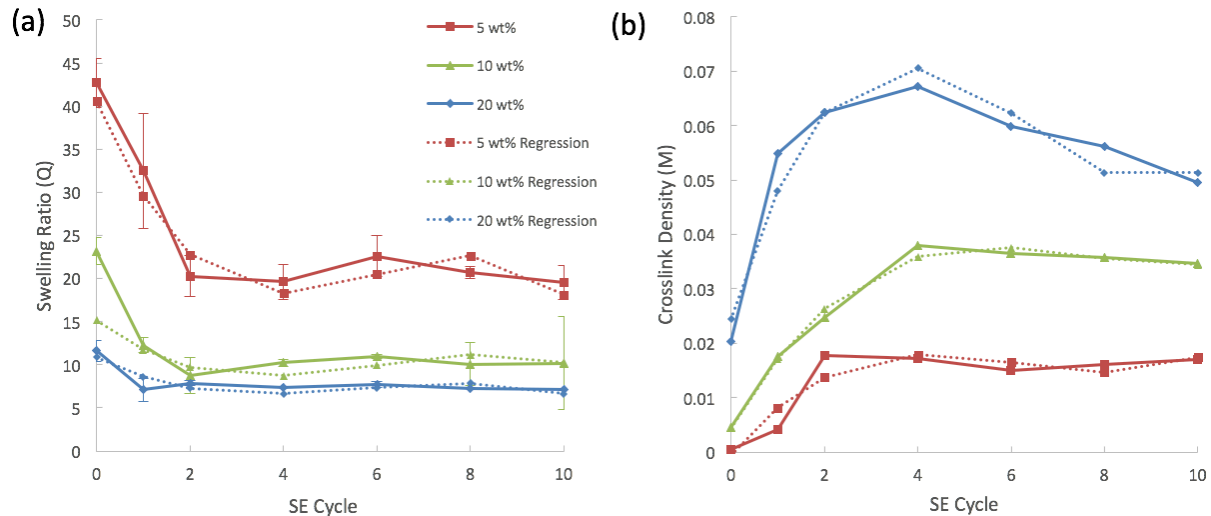 (a)
50
45
40
35
30
25
20
15
10
5
0
Swelling Ratio (Q)
0 2 4 6 8 10
SE Cycle
5 wt%
10 wt%
20 wt%
5 wt% Regression
10 wt% Regression
20 wt% Regression
(b)
0.08
0.07
0.06
0.05
0.04
0.03
0.02
0.01
0
Crosslink Density (M)
0 2 4 6 8 10
SE Cycle